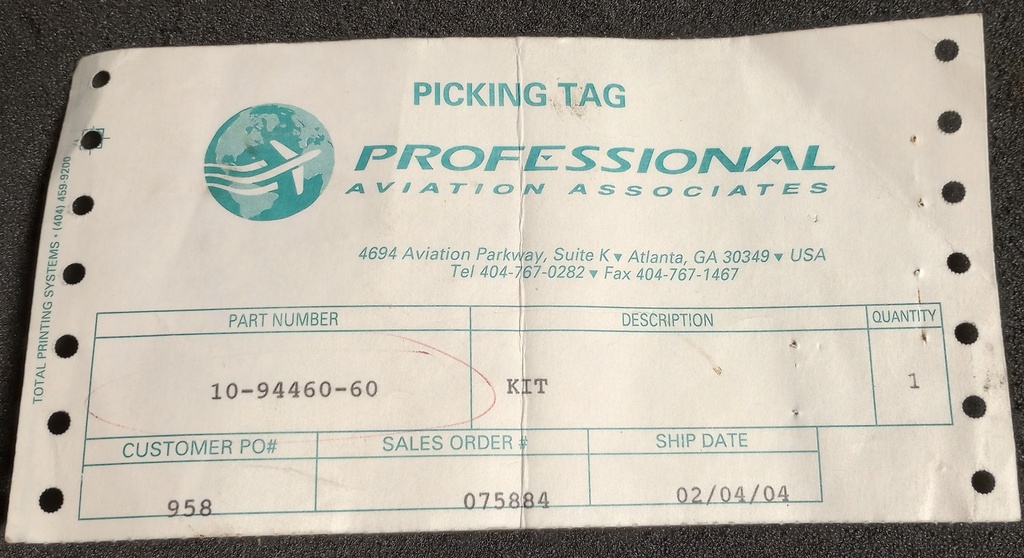 PICKING TAG
PROFESSIONAL
AVIATION ASSOCIATES
4694 Aviation Parkway, Suite K ▼ Atlanta, GA 30349 ▼ USA
Tel 404-767-0282 ▼ Fax 404-767-1467
TOTAL PRINTING SYSTEMS • (404) 459-9200
PART NUMBER DESCRIPTION QUANTITY
10-94460-60 KIT 1
CUSTOMER PO# SALES ORDER # SHIP DATE
958 075884 02/04/04